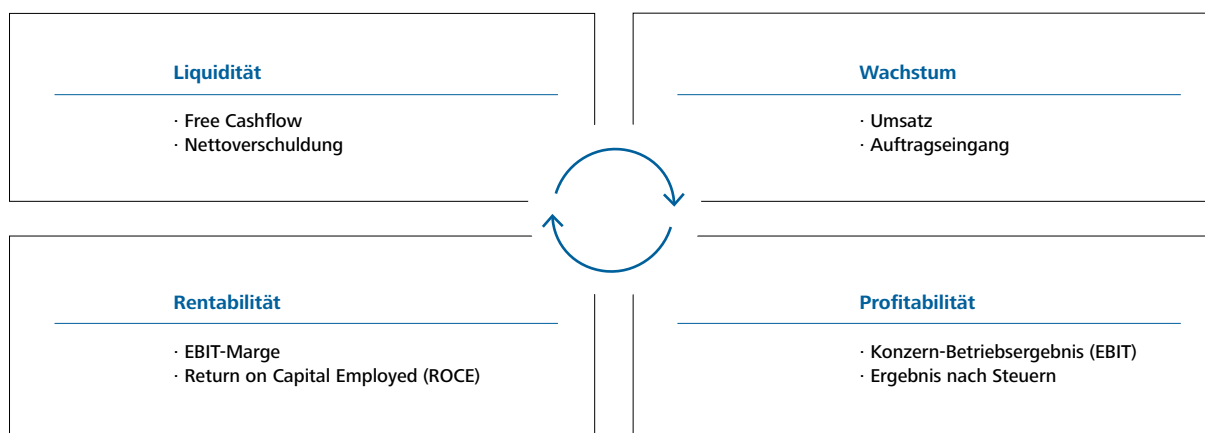 Liquidität
· Free Cashflow
· Nettoverschuldung
Wachstum
· Umsatz
· Auftragseingang
Rentabilität
· EBIT-Marge
· Return on Capital Employed (ROCE)
Profitabilität
· Konzern-Betriebsergebnis (EBIT)
· Ergebnis nach Steuern